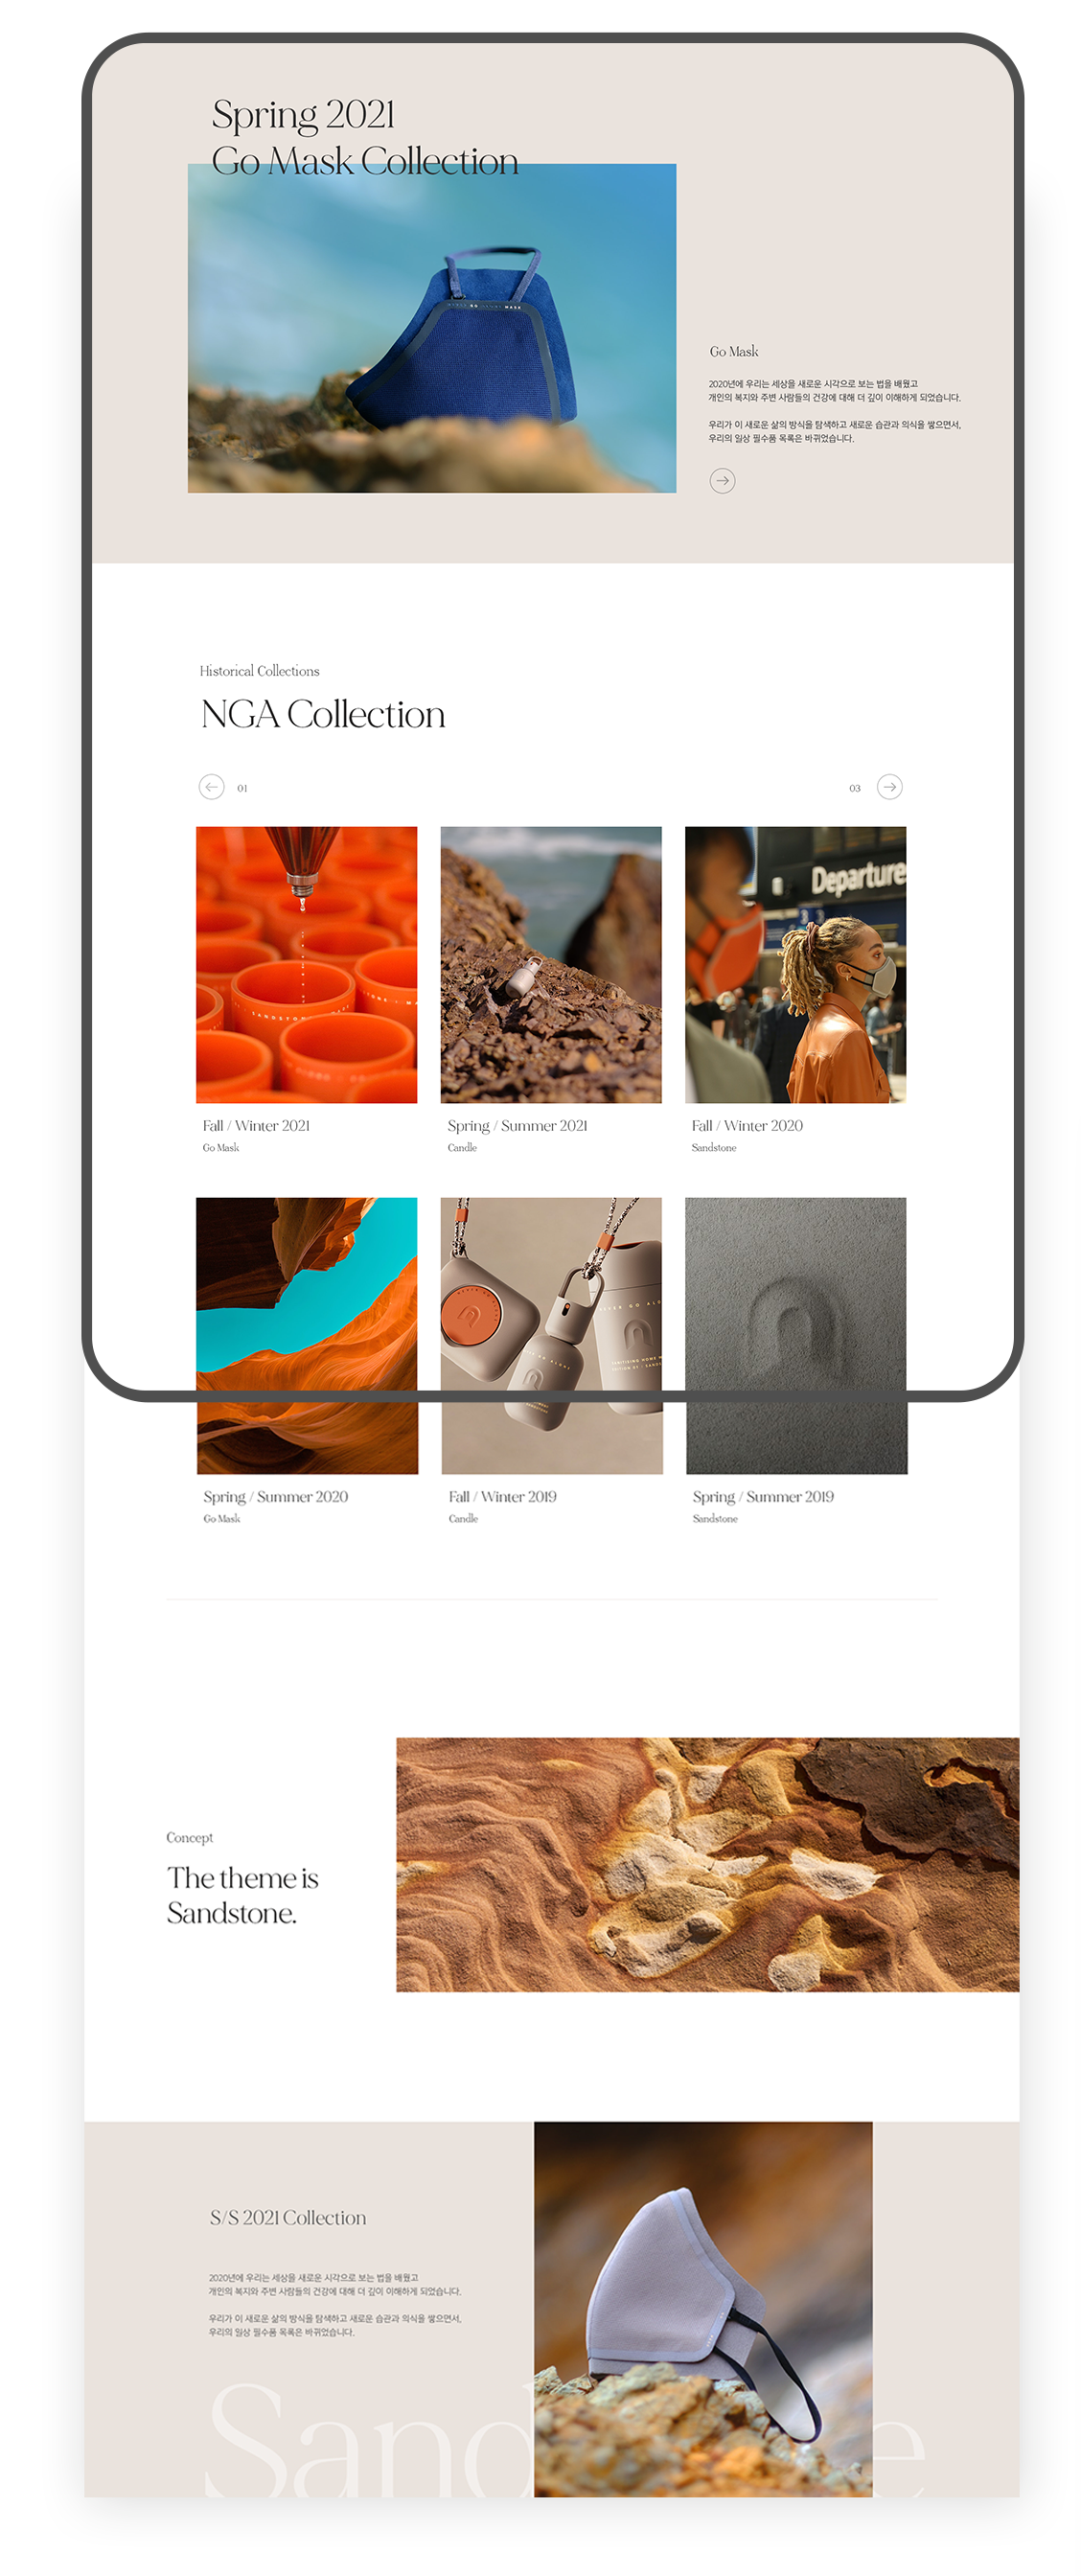 Spring 2021
Go Mask Collection
GO MASK
Go Mask
2020년에 우리는 세상을 새로운 시각으로 보는 법을 배웠고
개인의 복지와 주변 사람들의 건강에 대해 더 깊이 이해하게 되었습니다.
우리가 이 새로운 삶의 방식을 탐색하고 새로운 습관과 의식을 쌓으면서,
우리의 일상 필수품 목록은 바뀌었습니다.
Historical Collections
NGA Collection
01
03
Departure
Fall / Winter 2021
Go Mask
Spring / Summer 2021
Candle
Fall / Winter 2020
Sandstone
Spring / Summer 2020
Go Mask
Fall / Winter 2019
Candle
Spring / Summer 2019
Sandstone
Concept
The theme is
Sandstone.
S/S 2021 Collection
2020년에 우리는 세상을 새로운 시각으로 보는 법을 배웠고
개인의 복지와 주변 사람들의 건강에 대해 더 깊이 이해하게 되었습니다.
우리가 이 새로운 삶의 방식을 탐색하고 새로운 습관과 의식을 쌓으면서,
우리의 일상 필수품 목록은 바뀌었습니다.
Sand e